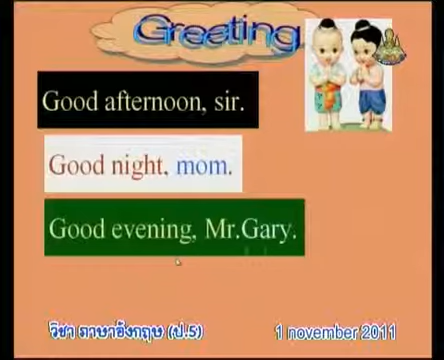 Greeting
Good afternoon, sir.
Good night, mom.
Good evening, Mr.Gary.
วิชา ภาษาอังกฤษ (ป.5)
1 november 2011